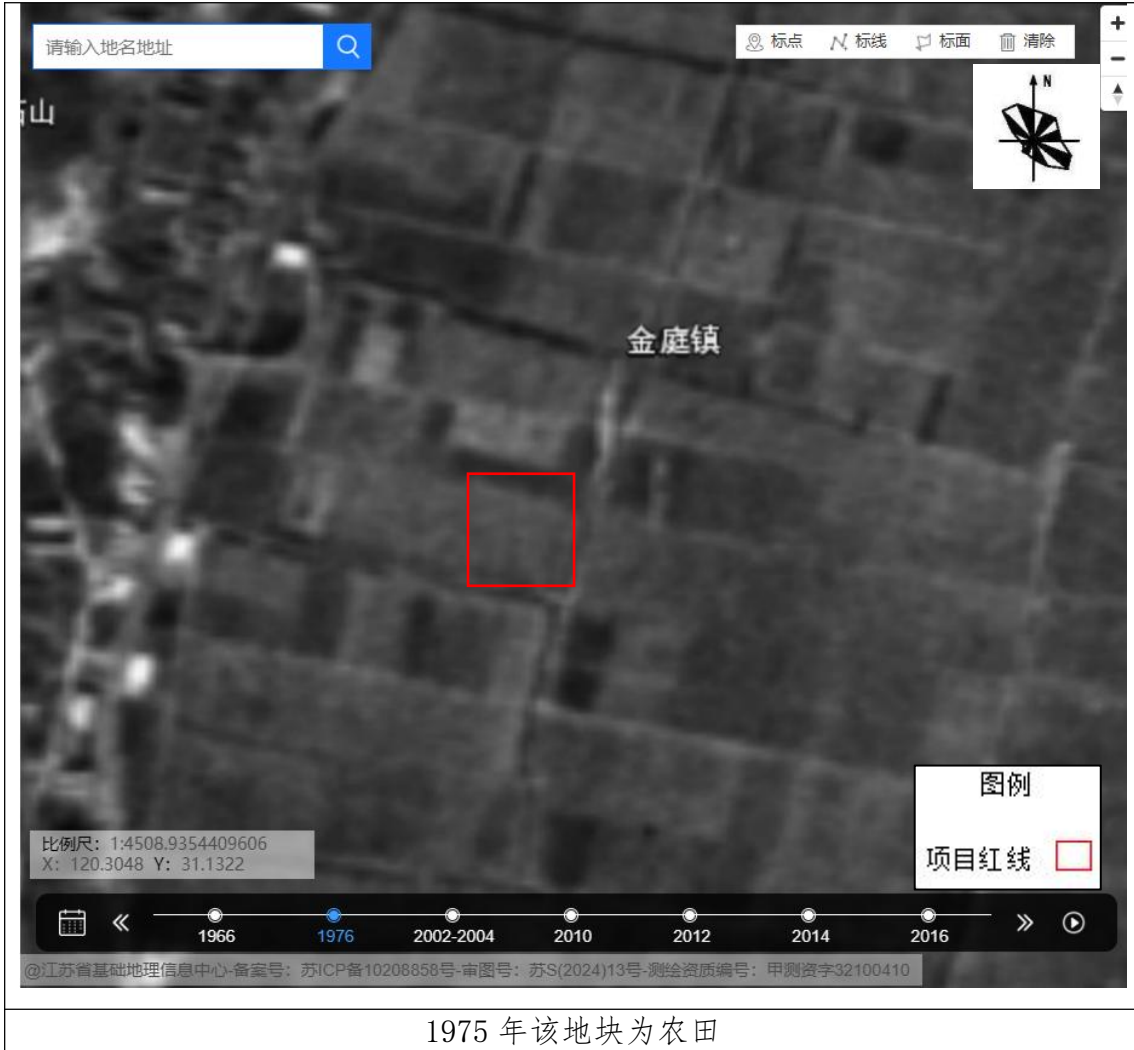 请输入地名地址
标点 标线 标面 清除
N
石山
金庭镇
图例
项目红线
比例尺：1:4508.9354409606
X：120.3048 Y：31.1322
1966 1976 2002-2004 2010 2012 2014 2016
@江苏省基础地理信息中心-备案号：苏ICP备10208858号-审图号：苏S(2024)13号-测绘资质编号：甲测资字32100410
1975 年该地块为农田